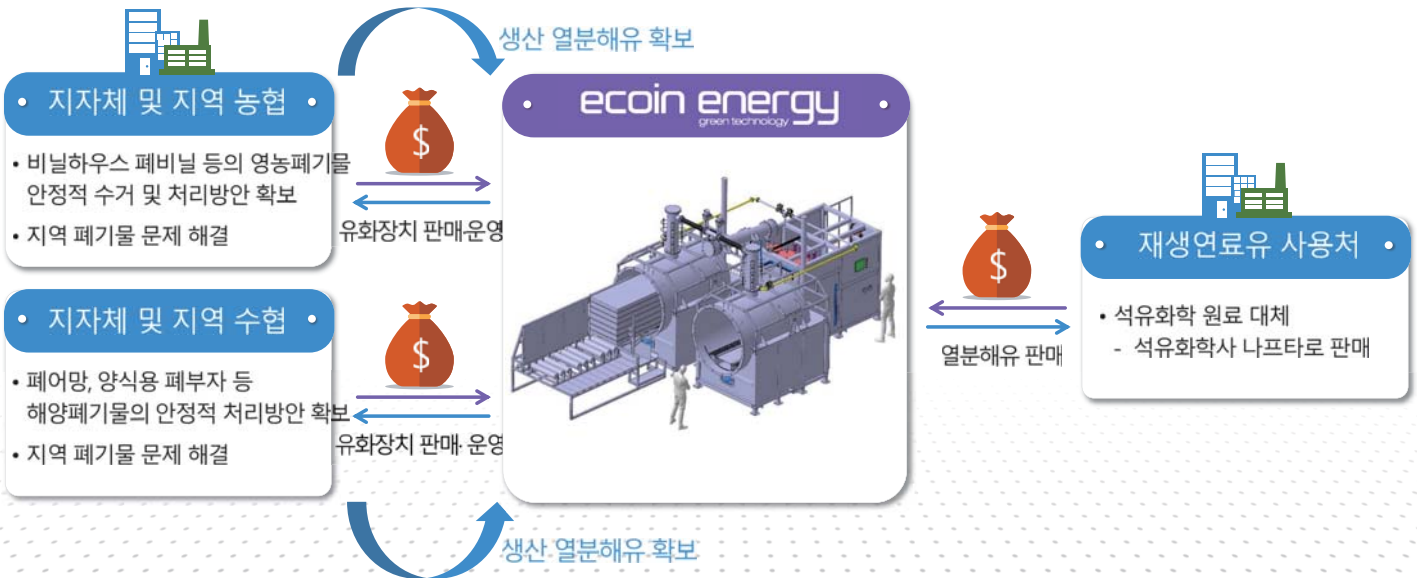 생산 열분해유 확보
지자체 및 지역 농협
• 비닐하우스 폐비닐 등의 영농폐기물
안정적 수거 및 처리방안 확보
• 지역 폐기물 문제 해결
$
유화장치 판매·운영
지자체 및 지역 수협
• 폐어망, 양식용 폐부자 등
해양폐기물의 안정적 처리방안 확보
• 지역 폐기물 문제 해결
$
유화장치 판매· 운영
생산 열분해유 확보
ecoin energy
green technology
$
열분해유 판매
재생연료유 사용처
• 석유화학 원료 대체
- 석유화학사 나프타로 판매